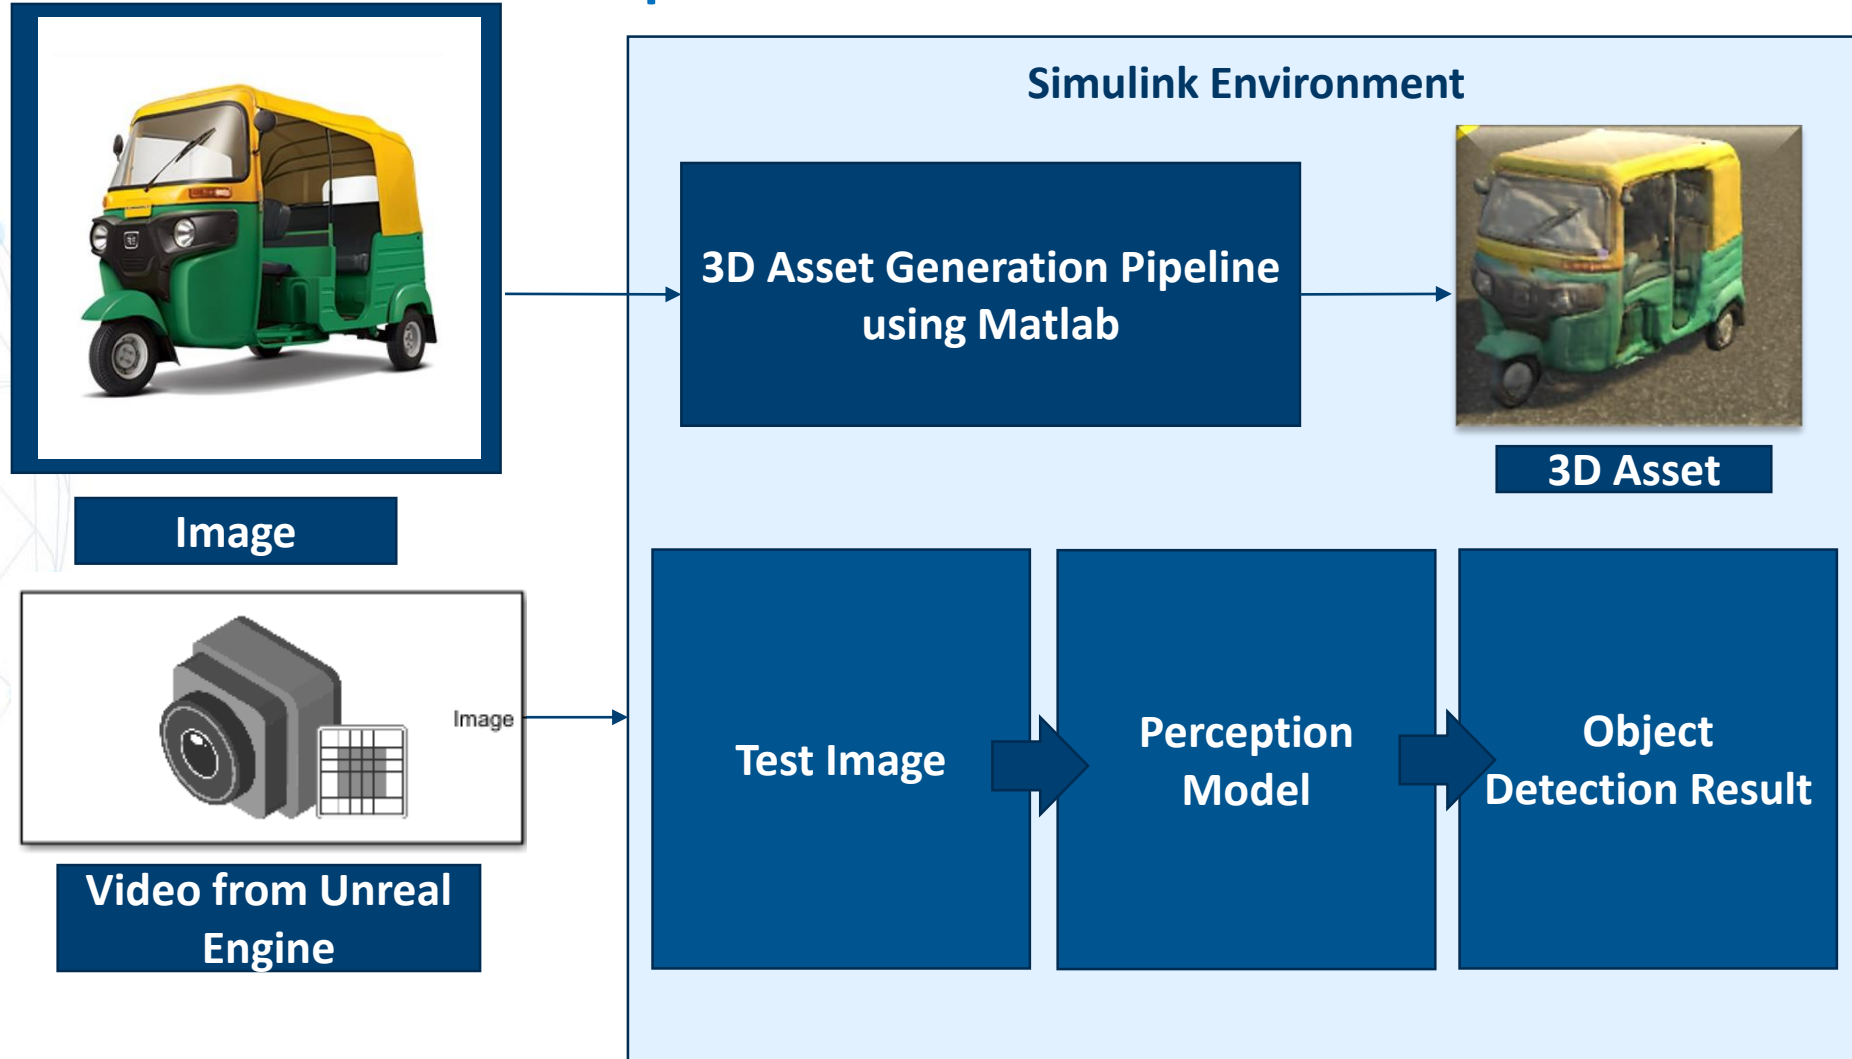 Simulink Environment
3D Asset Generation Pipeline
using Matlab
3D Asset
Image
Image
Video from Unreal
Engine
Test Image
Perception
Model
Object
Detection Result